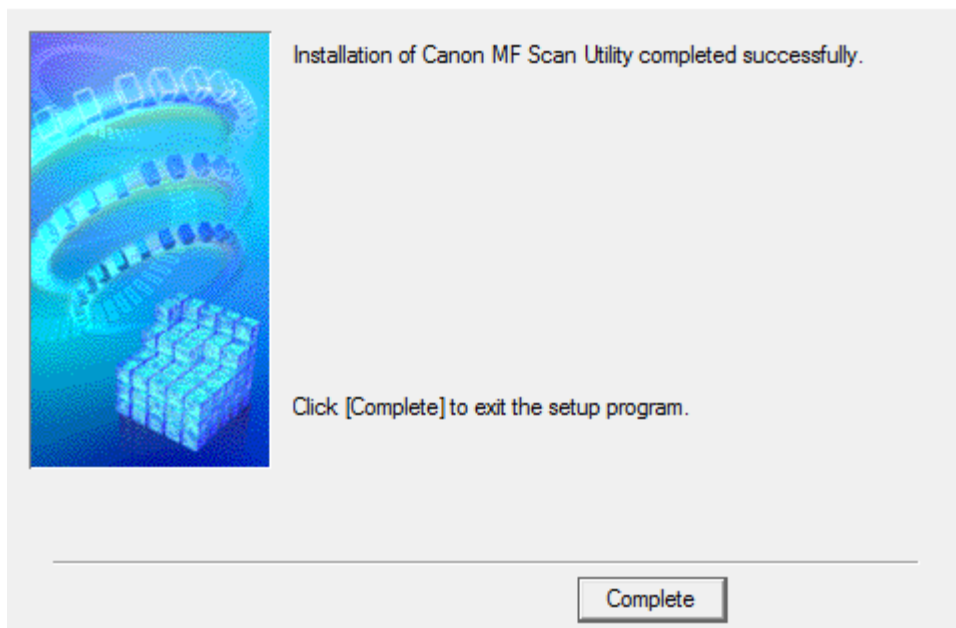 Installation of Canon MF Scan Utility completed successfully.
Click [Complete] to exit the setup program.
Complete